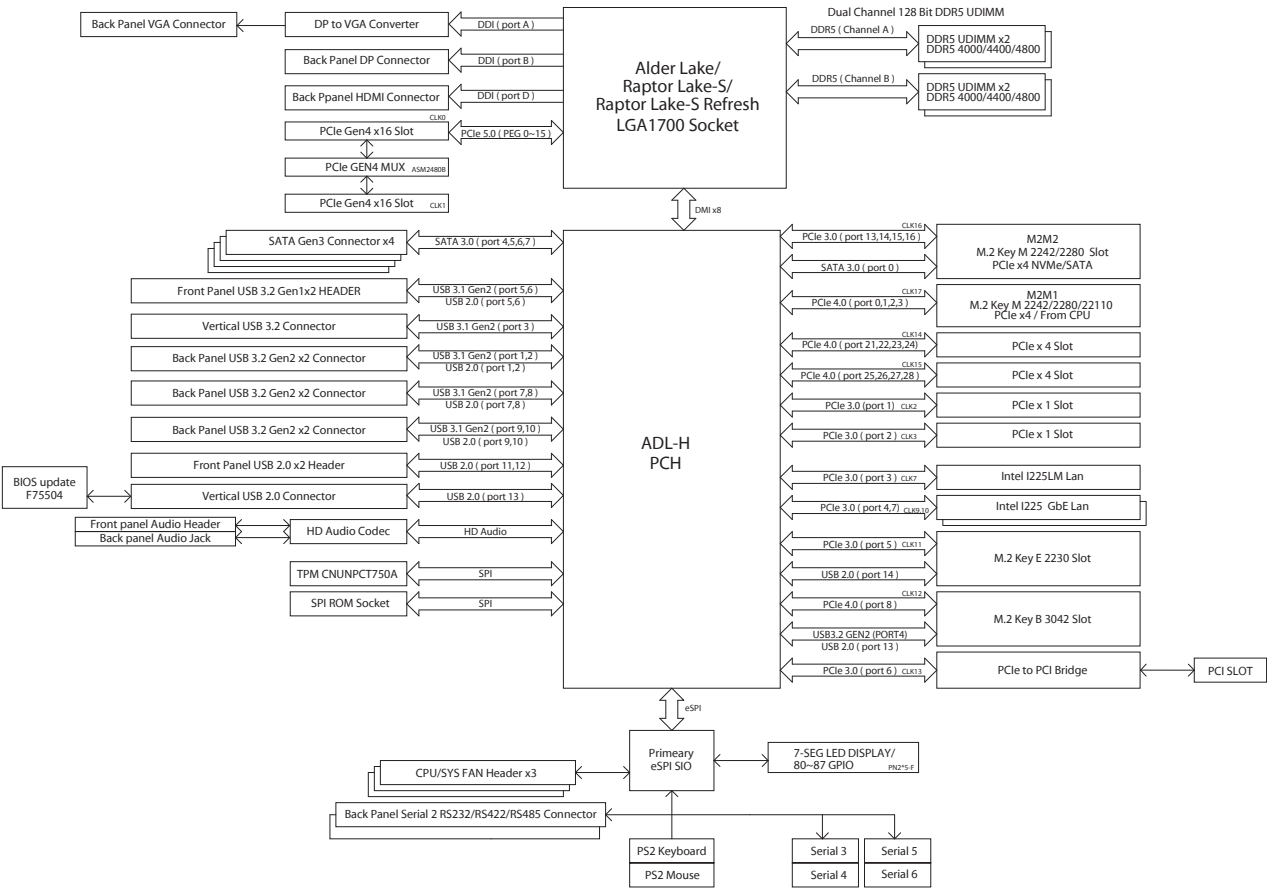 Dual Channel 128 Bit DDR5 UDIMM
Back Panel VGA Connector
DP to VGA Converter
DDI ( port A )
Back Panel DP Connector
DDI ( port B )
Back Ppanel HDMI Connector
DDI ( port D )
CLK0
PCIe Gen4 x16 Slot
PCIe 5.0 ( PEG 0~15 )
PCIe GEN4 MUX ASM2480B
PCIe Gen4 x16 Slot CLK1
Alder Lake/
Raptor Lake-S/
Raptor Lake-S Refresh
LGA1700 Socket
DDR5 ( Channel A )
DDR5 UDIMM x2
DDR5 4000/4400/4800
DDR5 ( Channel B )
DDR5 UDIMM x2
DDR5 4000/4400/4800
DMI x8
SATA Gen3 Connector x4
SATA 3.0 ( port 4,5,6,7 )
Front Panel USB 3.2 Gen1x2 HEADER
USB 3.1 Gen2 ( port 5,6 )
USB 2.0 ( port 5,6 )
Vertical USB 3.2 Connector
USB 3.1 Gen2 ( port 3 )
Back Panel USB 3.2 Gen2 x2 Connector
USB 3.1 Gen2 ( port 1,2 )
USB 2.0 ( port 1,2 )
Back Panel USB 3.2 Gen2 x2 Connector
USB 3.1 Gen2 ( port 7,8 )
USB 2.0 ( port 7,8 )
Back Panel USB 3.2 Gen2 x2 Connector
USB 3.1 Gen2 ( port 9,10 )
USB 2.0 ( port 9,10 )
Front Panel USB 2.0 x2 Header
USB 2.0 ( port 11,12 )
BIOS update
F75504
Vertical USB 2.0 Connector
USB 2.0 ( port 13 )
Front panel Audio Header
Back panel Audio Jack
HD Audio Codec
HD Audio
TPM CNUNPCT750A
SPI
SPI ROM Socket
SPI
ADL-H
PCH
CLK16
PCIe 3.0 ( port 13,14,15,16 )
SATA 3.0 ( port 0 )
M2M2
M.2 Key M 2242/2280 Slot
PCIe x4 NVMe/SATA
CLK17
PCIe 4.0 ( port 0,1,2,3 )
M2M1
M.2 Key M 2242/2280/22110
PCIe x4 / From CPU
CLK14
PCIe 4.0 ( port 21,22,23,24)
PCIe x 4 Slot
CLK15
PCIe 4.0 ( port 25,26,27,28 )
PCIe x 4 Slot
PCIe 3.0 (port 1) CLK2
PCIe x 1 Slot
PCIe 3.0 ( port 2 ) CLK3
PCIe x 1 Slot
PCIe 3.0 ( port 3 ) CLK7
Intel I225LM Lan
PCIe 3.0 ( port 4,7) CLK9,10
Intel I225 GbE Lan
PCIe 3.0 ( port 5 ) CLK11
USB 2.0 ( port 14 )
M.2 Key E 2230 Slot
CLK12
PCIe 4.0 ( port 8 )
USB3.2 GEN2 (PORT4)
USB 2.0 ( port 13 )
M.2 Key B 3042 Slot
PCIe 3.0 ( port 6 ) CLK13
PCIe to PCI Bridge
PCI SLOT
eSPI
Primeary
eSPI SIO
7-SEG LED DISPLAY/
80~87 GPIO PN2*5-F
CPU/SYS FAN Header x3
Back Panel Serial 2 RS232/RS422/RS485 Connector
PS2 Keyboard
PS2 Mouse
Serial 3
Serial 4
Serial 5
Serial 6